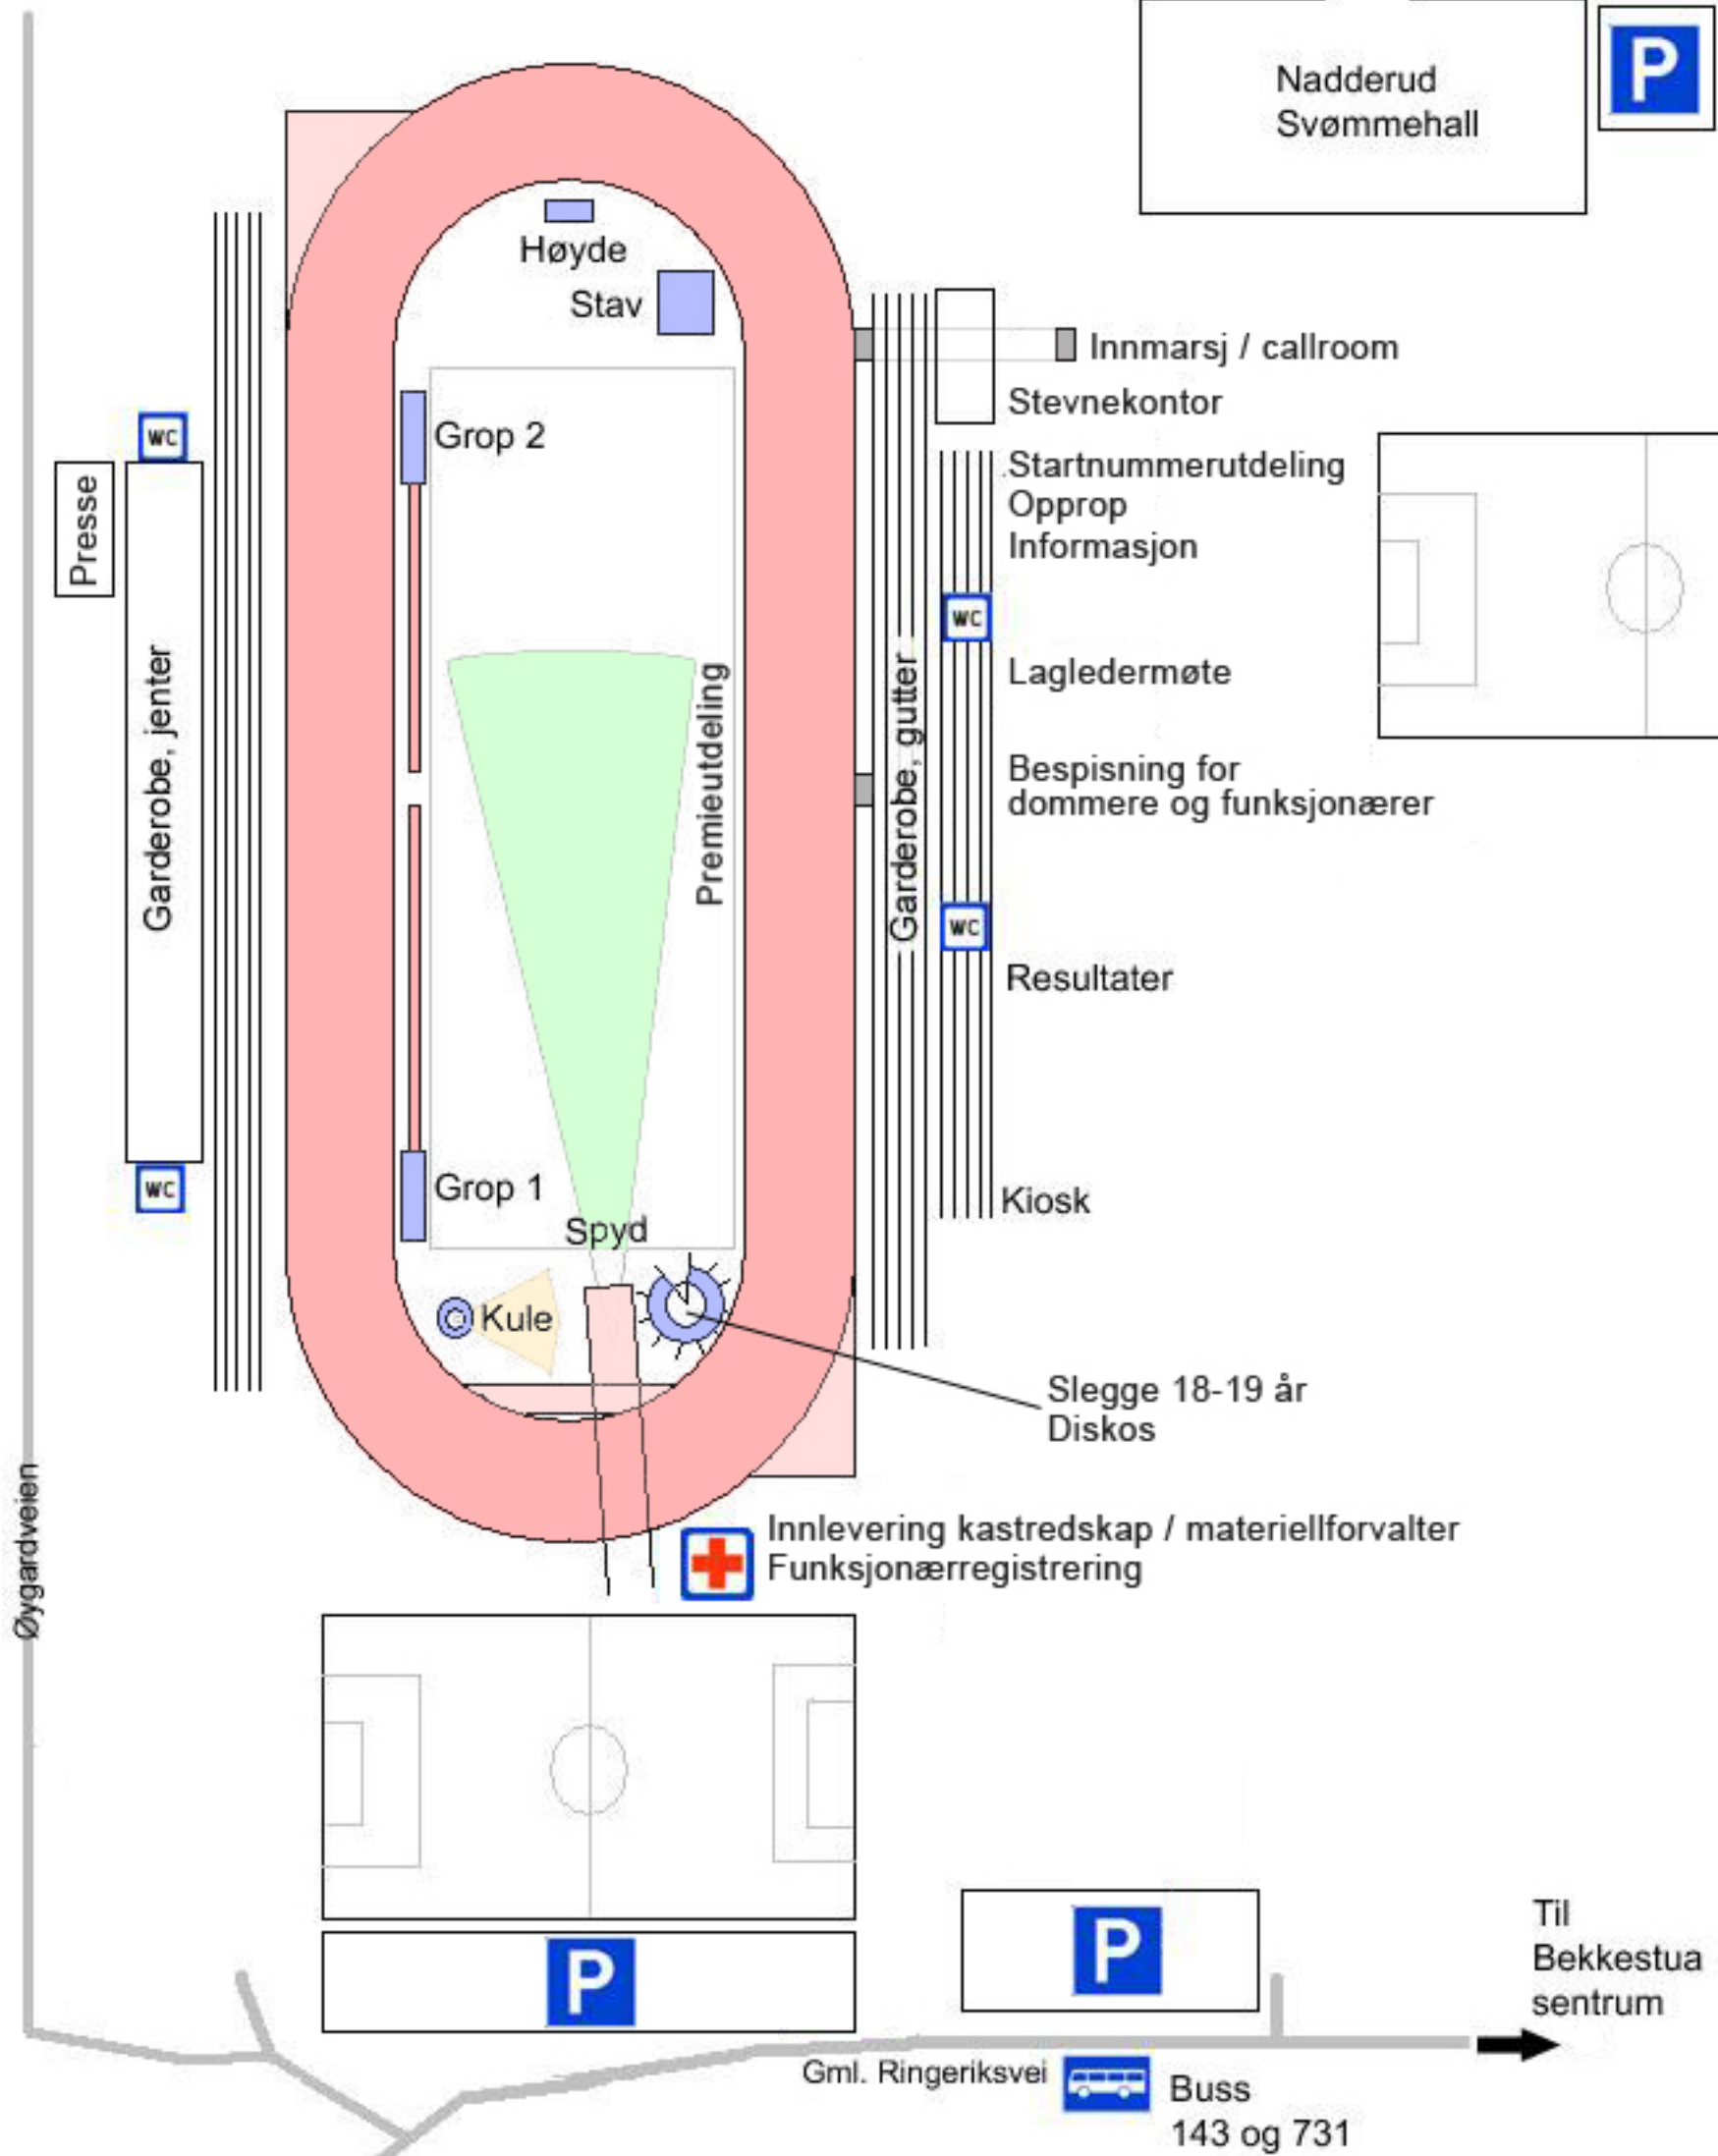 Nadderud
Svømmehall
P
Høyde
Stav
Innmarsj / callroom
Stevnekontor
WC
Grop 2
Startnummerutdeling
Opprop
Informasjon
Presse
WC
Lagledermøte
Garderobe, jenter
Premieutdeling
Garderobe, gutter
Bespisning for
dommere og funksjonærer
WC
Resultater
WC
Grop 1
Kiosk
Spyd
Kule
Slegge 18-19 år
Diskos
Øygardveien
Innlevering kastredskap / materiellforvalter
Funksjonærregistrering
P
P
Til
Bekkestua
sentrum
Gml. Ringeriksvei
Buss
143 og 731